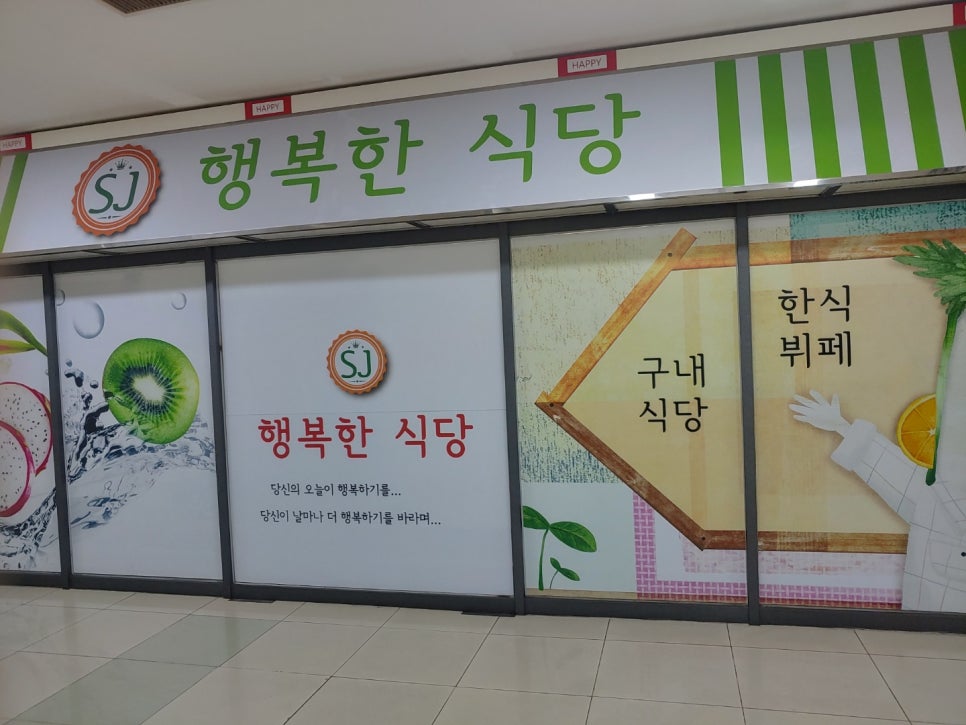 HAPPY
HAPPY
HAPPY
SJ 행복한 식당
SJ
행복한 식당
당신의 오늘이 행복하기를...
당신이 날마나 더 행복하기를 바라며...
구내
식당
한식
뷔페